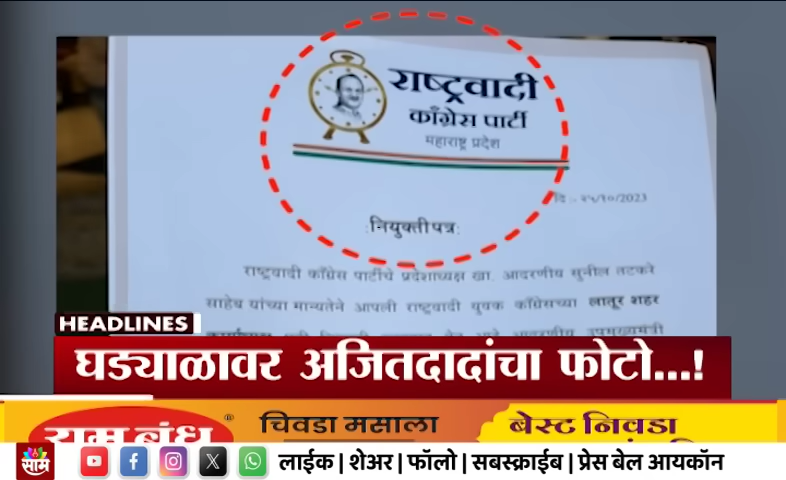 राष्ट्रवादी
काँग्रेस पार्टी
महाराष्ट्र प्रदेश
दि :- २५/१०/2023
:नियुक्तीपत्र:
राष्ट्रवादी काँग्रेस पार्टीचे प्रदेशाध्यक्ष खा. आदरणीय सुनील तटकरे
साहेब यांच्या मान्यतेने आपली राष्ट्रवादी युवक काँग्रेसच्या लातूर शहर
HEADLINES
घड्याळावर अजितदादांचा फोटो...!
चिवडा मसाला
बेस्ट निवडा
साम
लाईक | शेअर | फॉलो | सबस्क्राईब | प्रेस बेल आयकॉन